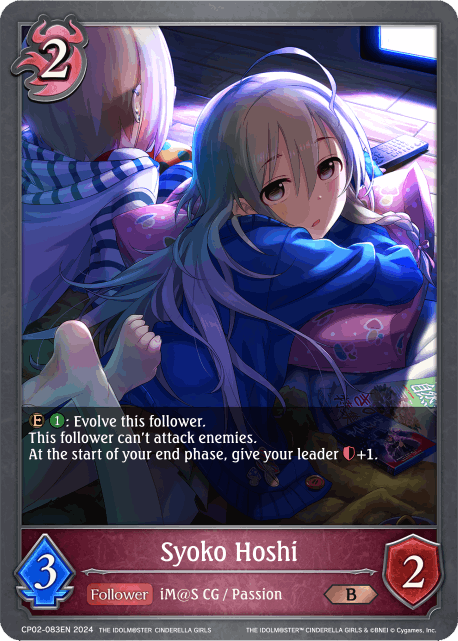 2
E 1: Evolve this follower.
This follower can't attack enemies.
At the start of your end phase, give your leader +1.
Syoko Hoshi
3
Follower iM@S CG / Passion
B
2
CP02-083EN 2024 THE IDOLM@STER CINDERELLA GIRLS THE IDOLM@STER™ CINDERELLA GIRLS & ©BNEI © Cygames, Inc.